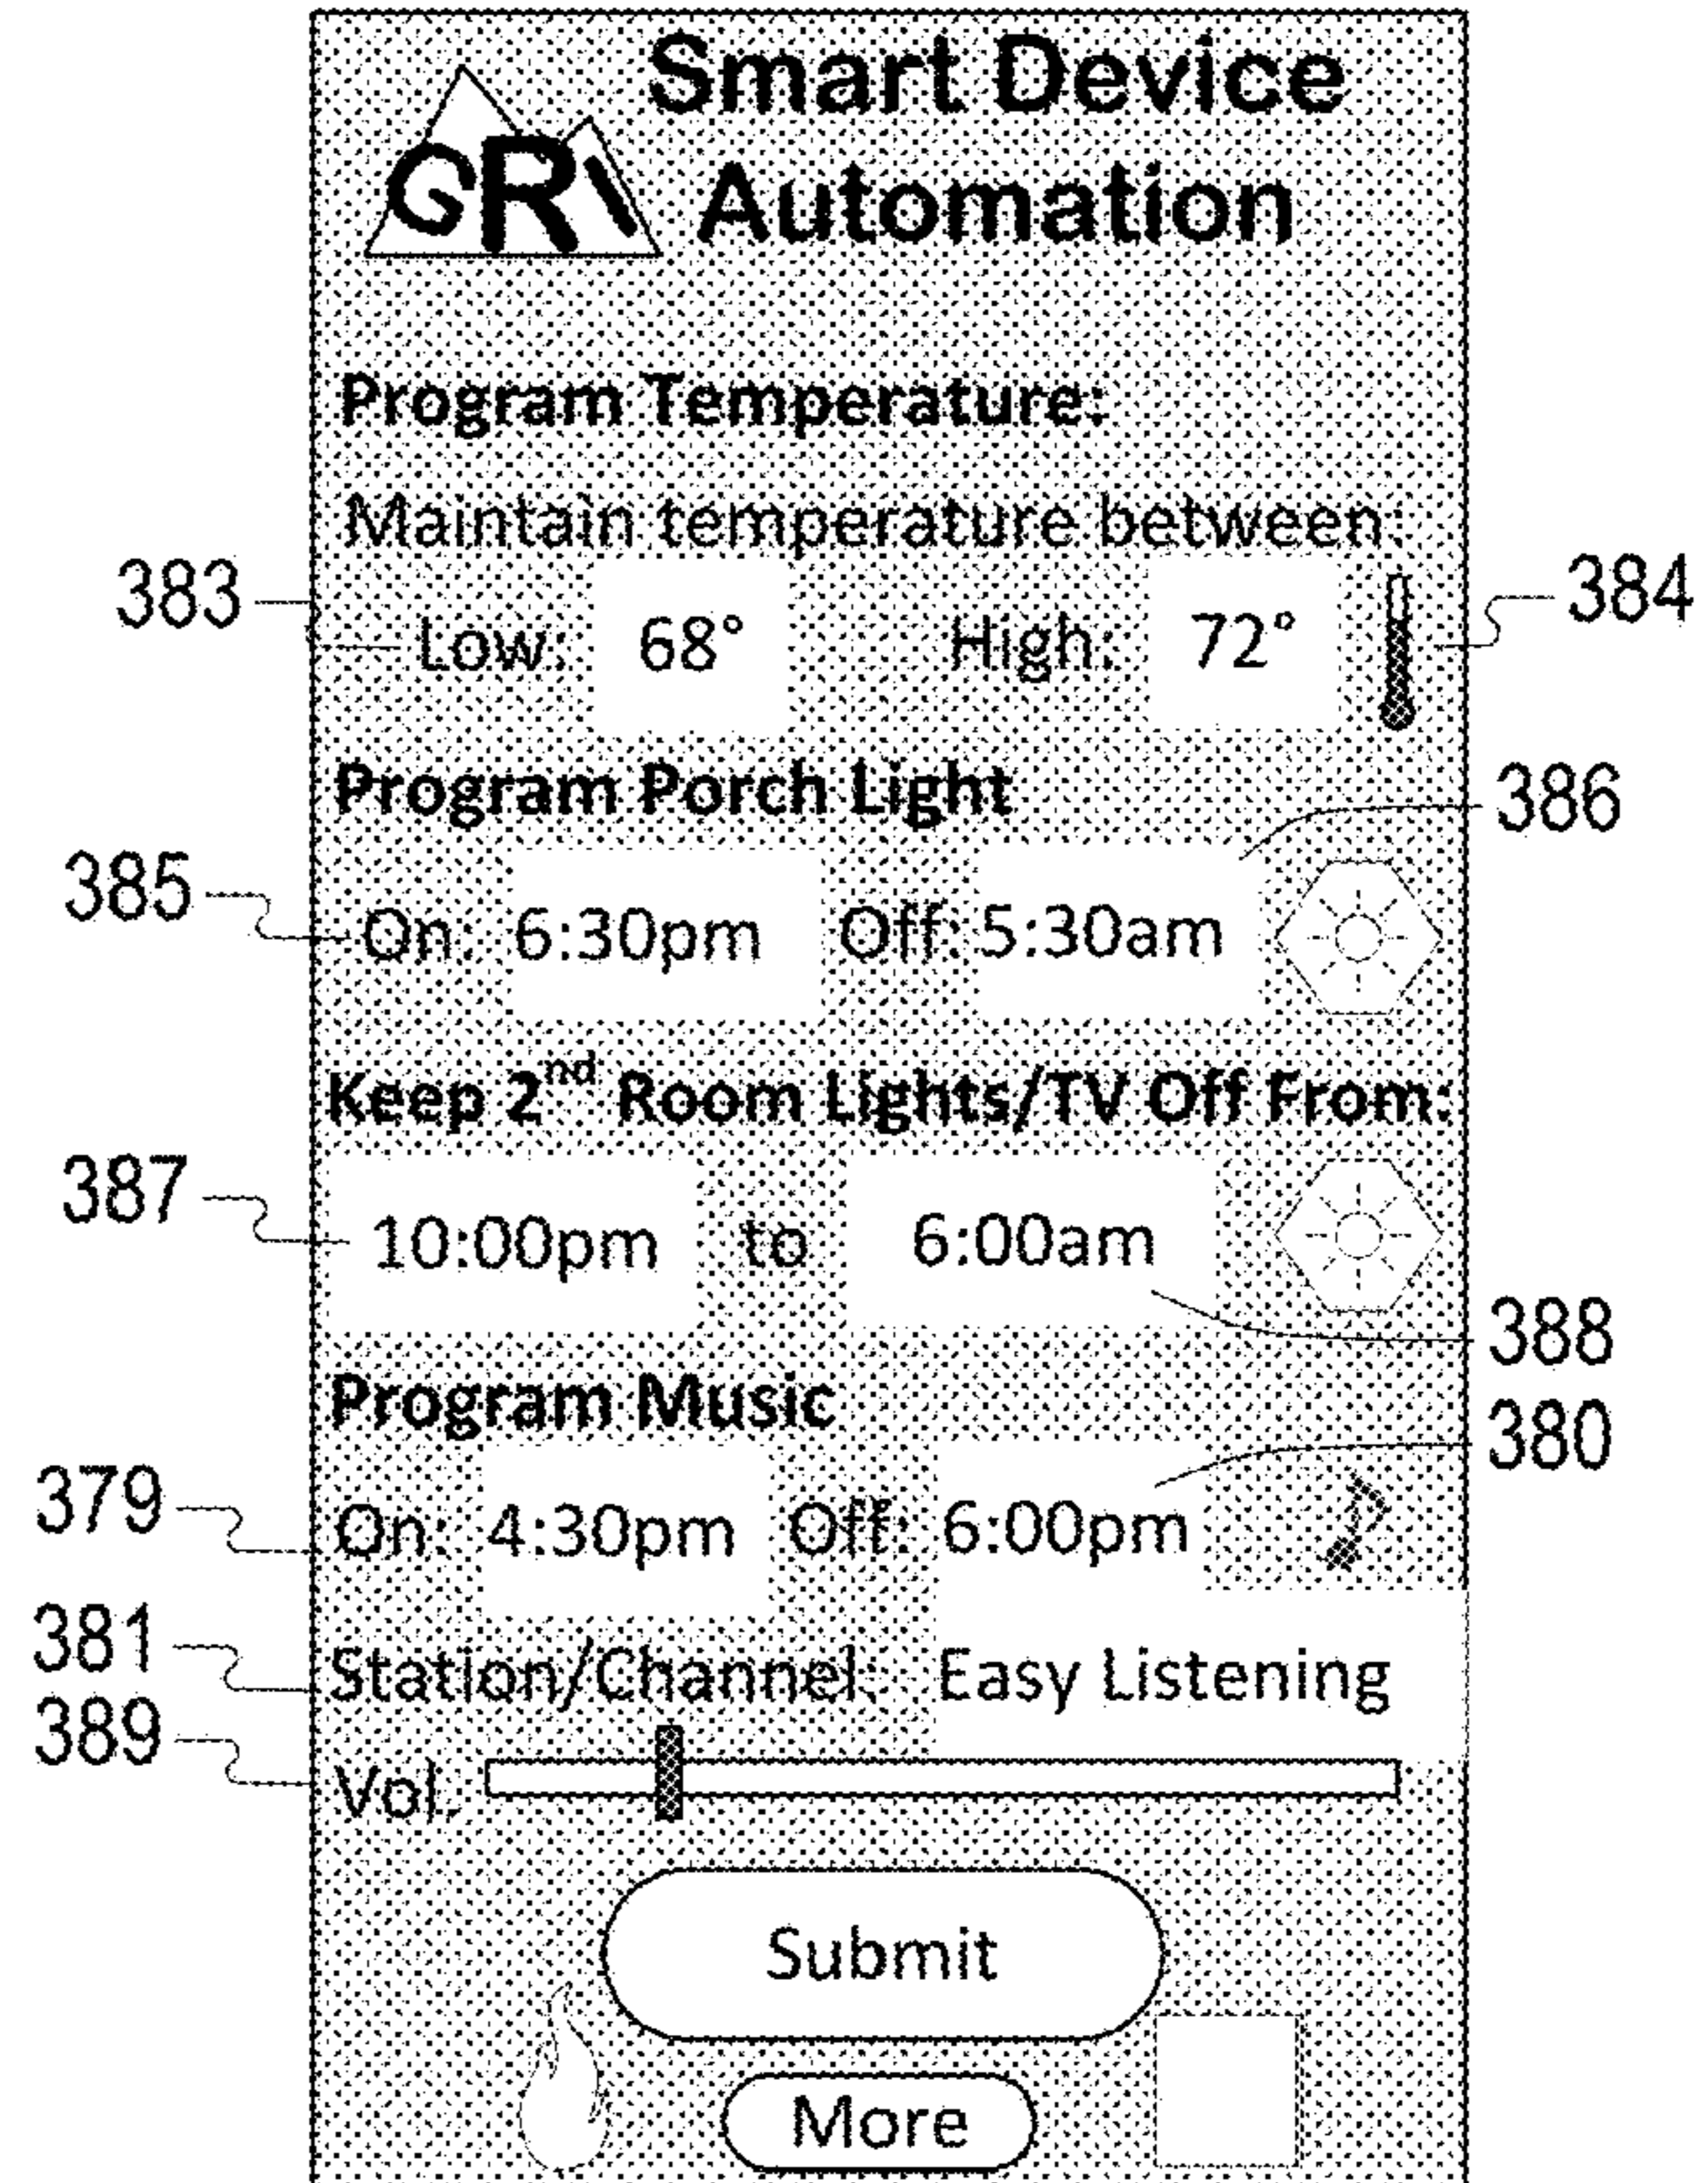 Smart Device
GRI Automation
Program Temperature:
Maintain temperature between:
383 Low: 68° High: 72° 384
Program Porch Light
386
385 On: 6:30pm Off: 5:30am
Keep 2nd Room Lights/TV Off From:
387 10:00pm to 6:00am
388
Program Music
380
379 On: 4:30pm Off: 6:00pm
381 Station/Channel: Easy Listening
389 Vol.
Submit
More